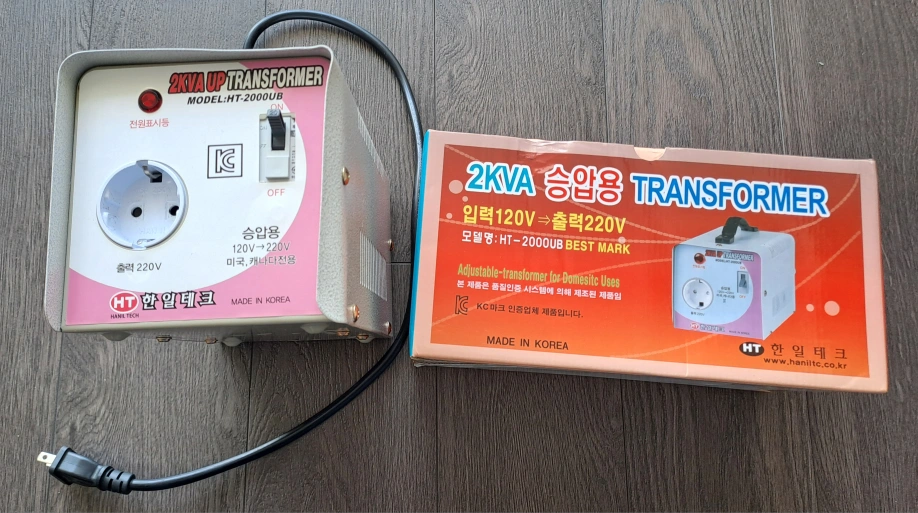 2KVA UP TRANSFORMER
MODEL:HT-2000UB
전원표시등
ON
OFF
출력 220V
승압용
120V→220V
미국, 캐나다전용
HT 한일테크
HANIL TECH
MADE IN KOREA
2KVA 승압용 TRANSFORMER
입력120V⇒출력220V
모델명: HT-2000UB BEST MARK
Adjustable-transformer for Domesitc Uses
본 제품은 품질인증 시스템에 의해 제조된 제품임
KC마크 인증업체 제품입니다.
MADE IN KOREA
HT 한일테크
www.haniltc.co.kr